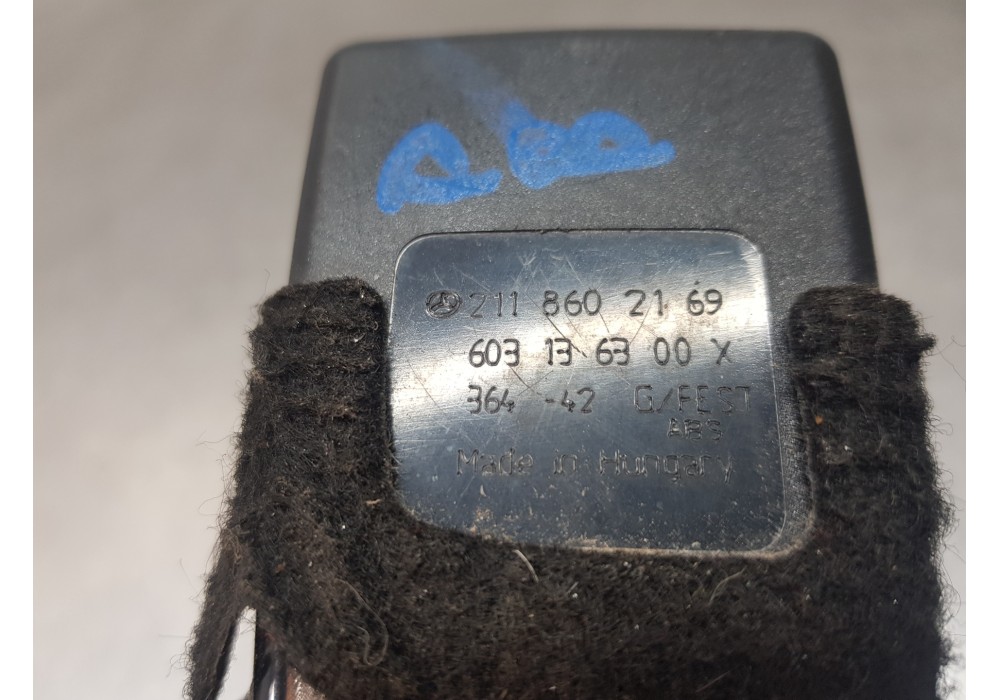 211 860 21 69
603 13 63 00 X
364 -42 G/FEST
ABS
Made in Hungary